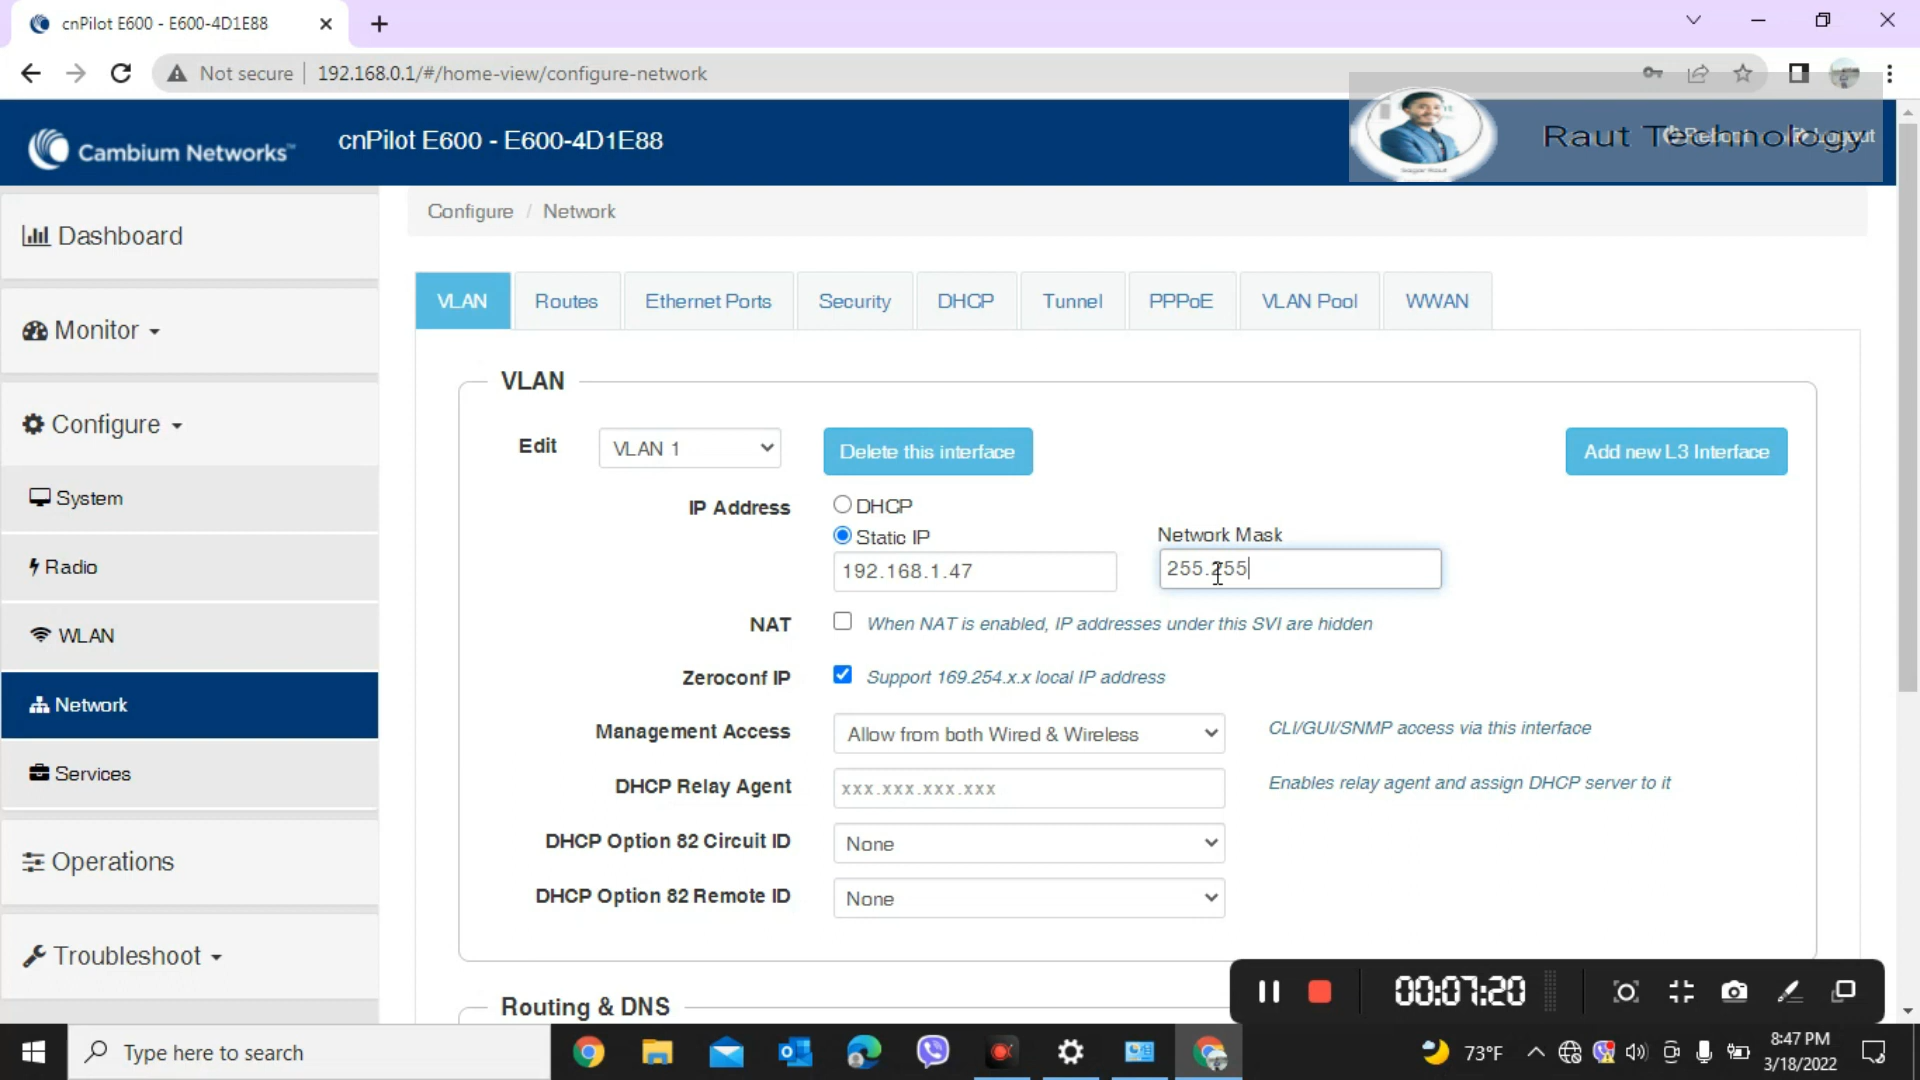 cnPilot E600 - E600-4D1E88
Not secure 192.168.0.1/#/home-view/configure-network
Cambium Networks™
cnPilot E600 - E600-4D1E88
Reboot
Logout
Raut Technology
Sagar Raut
Dashboard
Monitor
Configure
System
Radio
WLAN
Network
Services
Operations
Troubleshoot
Configure / Network
VLAN Routes Ethernet Ports Security DHCP Tunnel PPPoE VLAN Pool WWAN
VLAN
Edit VLAN 1 Delete this interface Add new L3 Interface
IP Address DHCP
Static IP Network Mask
192.168.1.47 255.255
NAT When NAT is enabled, IP addresses under this SVI are hidden
Zeroconf IP Support 169.254.x.x local IP address
Management Access Allow from both Wired & Wireless CLI/GUI/SNMP access via this interface
DHCP Relay Agent xxx.xxx.xxx.xxx Enables relay agent and assign DHCP server to it
DHCP Option 82 Circuit ID None
DHCP Option 82 Remote ID None
Routing & DNS
00:07:20
Type here to search
73°F
8:47 PM
3/18/2022